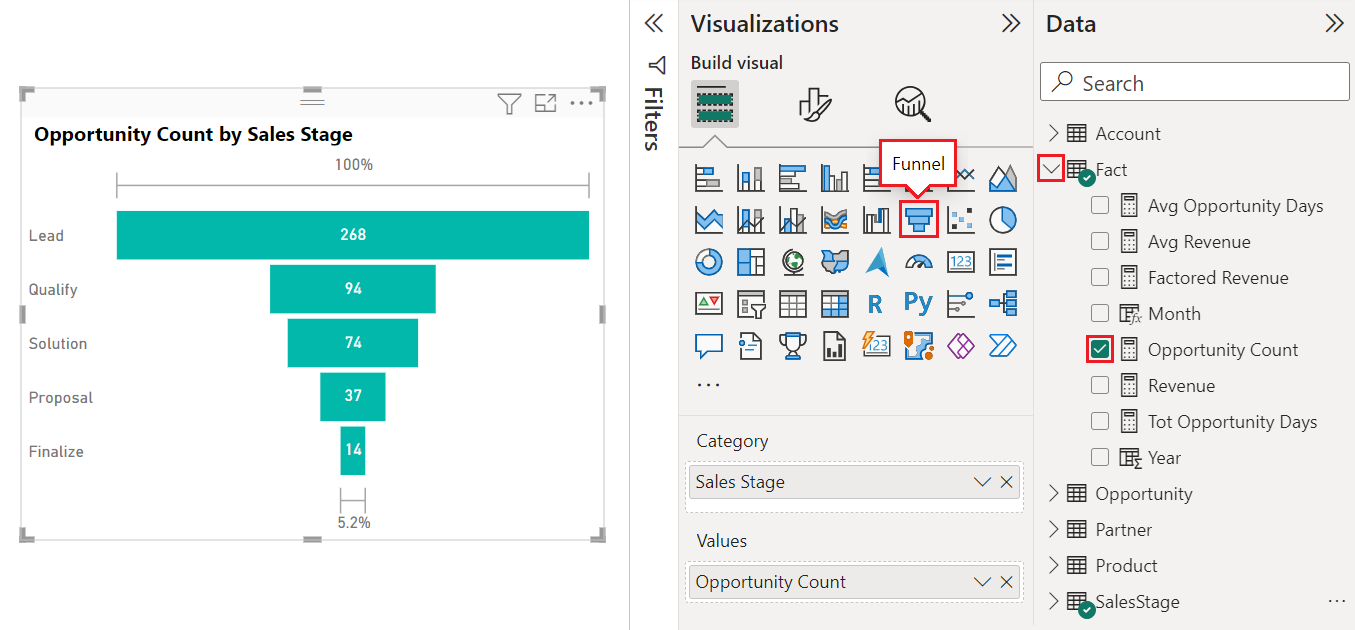 Opportunity Count by Sales Stage
100%
Lead
268
Qualify
94
Solution
74
Proposal
37
Finalize
14
5.2%
Filters
Visualizations
Build visual
Funnel
123
R
Py
123
...
Category
Sales Stage
Values
Opportunity Count
Data
Search
Account
Fact
Avg Opportunity Days
Avg Revenue
Factored Revenue
Month
Opportunity Count
Revenue
Tot Opportunity Days
Year
Opportunity
Partner
Product
SalesStage